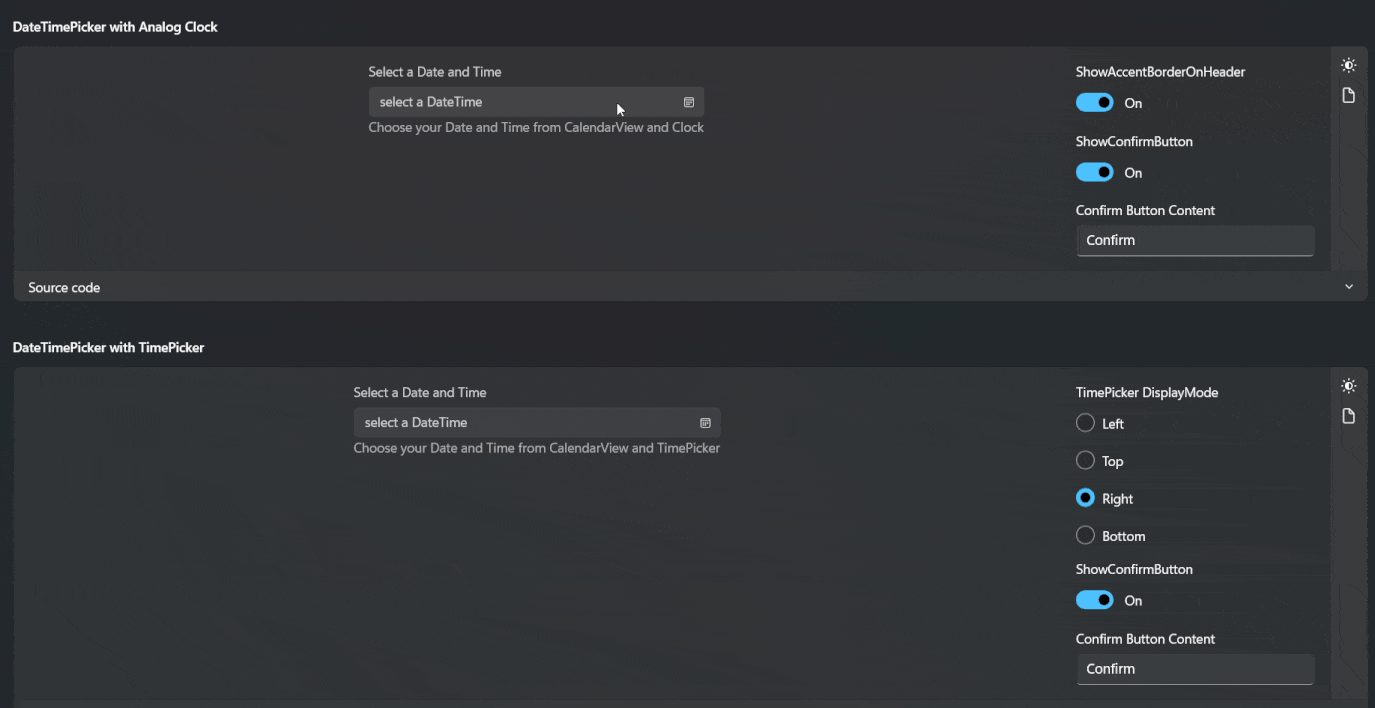 DateTimePicker with Analog Clock
Select a Date and Time
select a DateTime
Choose your Date and Time from CalendarView and Clock
ShowAccentBorderOnHeader
On
ShowConfirmButton
On
Confirm Button Content
Confirm
Source code
DateTimePicker with TimePicker
Select a Date and Time
select a DateTime
Choose your Date and Time from CalendarView and TimePicker
TimePicker DisplayMode
Left
Top
Right
Bottom
ShowConfirmButton
On
Confirm Button Content
Confirm